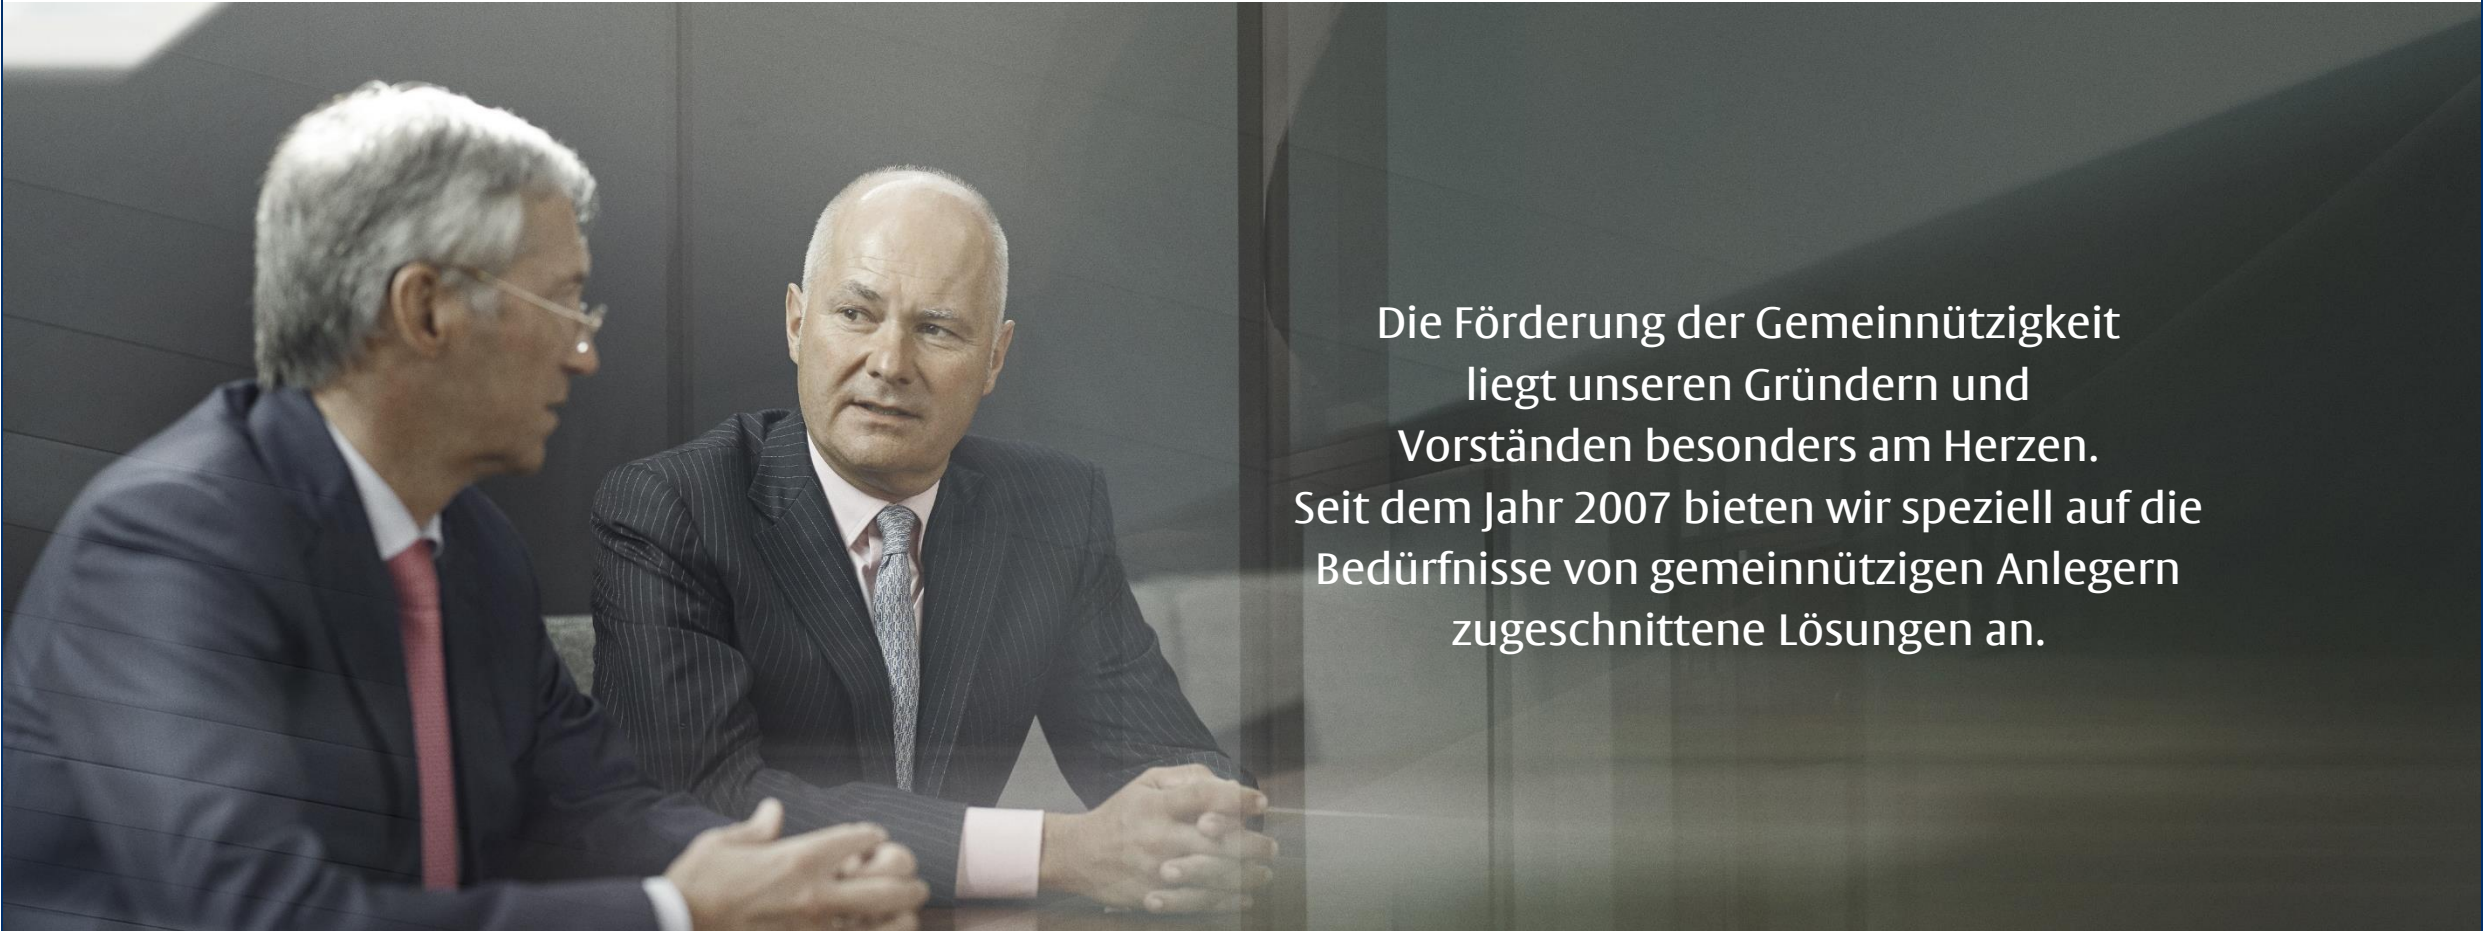 Die Förderung der Gemeinnützigkeit
liegt unseren Gründern und
Vorständen besonders am Herzen.
Seit dem Jahr 2007 bieten wir speziell auf die
Bedürfnisse von gemeinnützigen Anlegern
zugeschnittene Lösungen an.